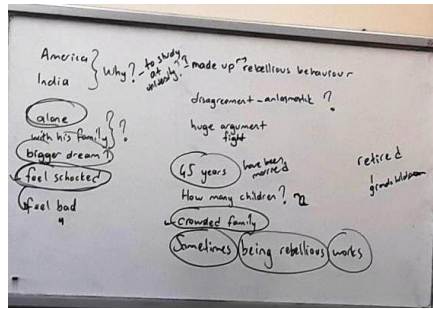 America
India
} Why?
to study
at
university?
made up → rebellious behaviour
disagreement - anlaşmazlık ?
huge argument
fight
alone
with his family } ?
bigger dream?
feel schocked
feel bad
45 years
have been
married
How many children?
crowded family
retired
Sometimes being rebellious works